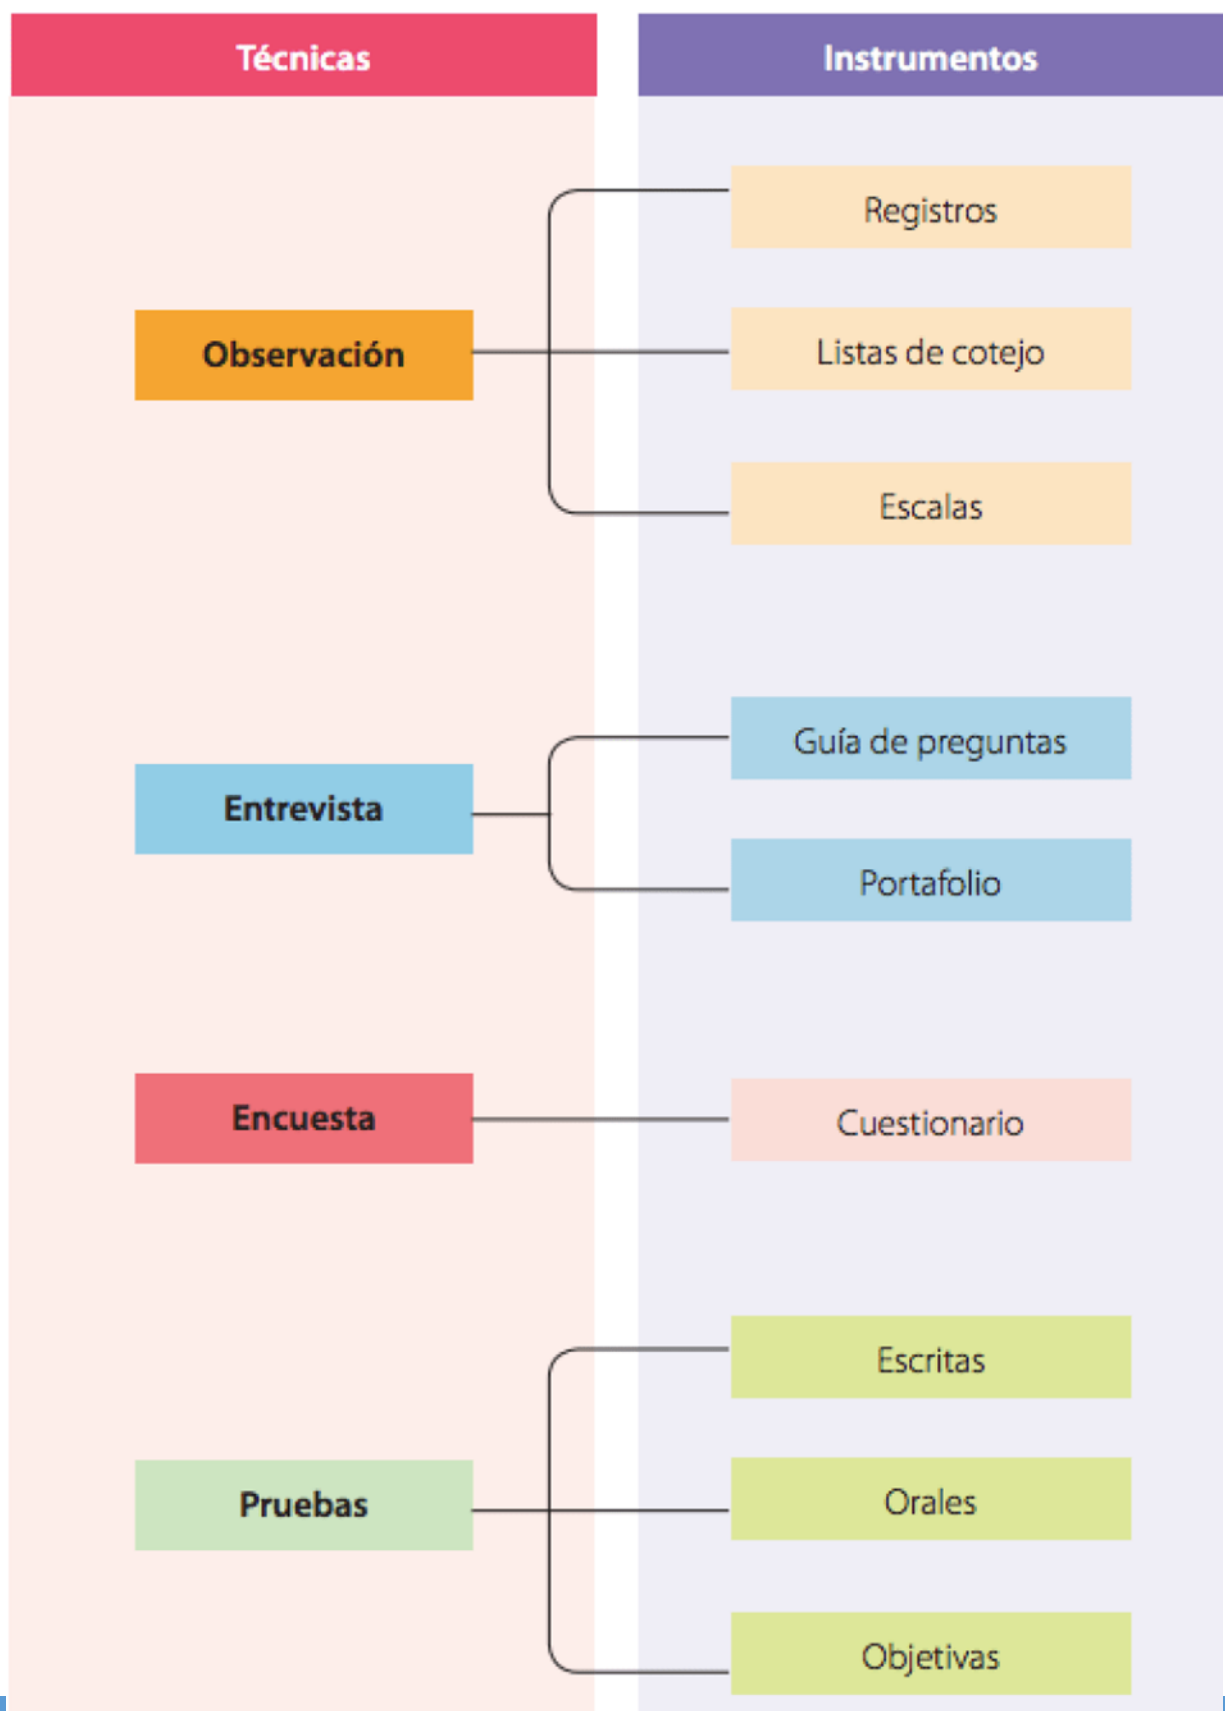 Técnicas
Instrumentos
Observación
Registros
Listas de cotejo
Escalas
Entrevista
Guía de preguntas
Portafolio
Encuesta
Cuestionario
Pruebas
Escritas
Orales
Objetivas